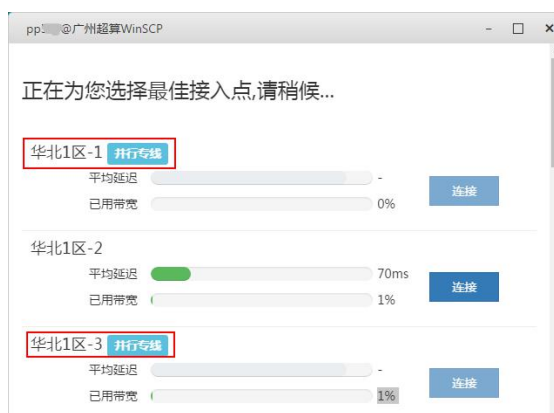 pp @广州超算WinSCP
正在为您选择最佳接入点,请稍候...
华北1区-1 并行专线
平均延迟 -
连接
已用带宽 0%
华北1区-2
平均延迟 70ms
连接
已用带宽 1%
华北1区-3 并行专线
平均延迟 -
连接
已用带宽 1%